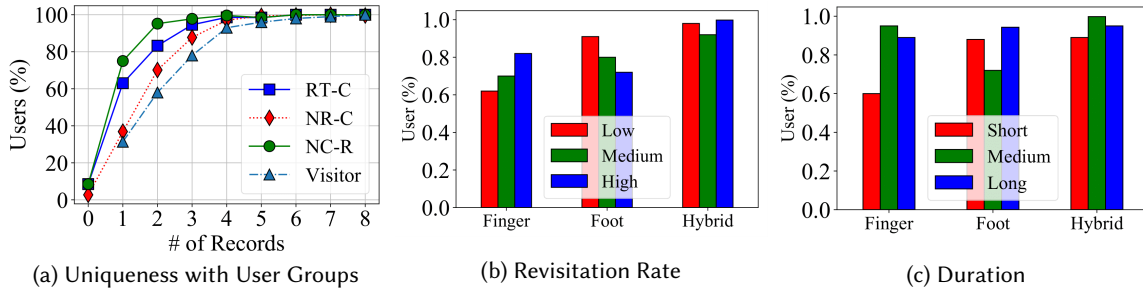 100
80
60
40
20
0
Users (%)
RT-C
NR-C
NC-R
Visitor
0 1 2 3 4 5 6 7 8
# of Records
(a) Uniqueness with User Groups
1.0
0.8
0.6
0.4
0.2
0.0
User (%)
Low
Medium
High
Finger Foot Hybrid
(b) Revisitation Rate
1.0
0.8
0.6
0.4
0.2
0.0
User (%)
Short
Medium
Long
Finger Foot Hybrid
(c) Duration